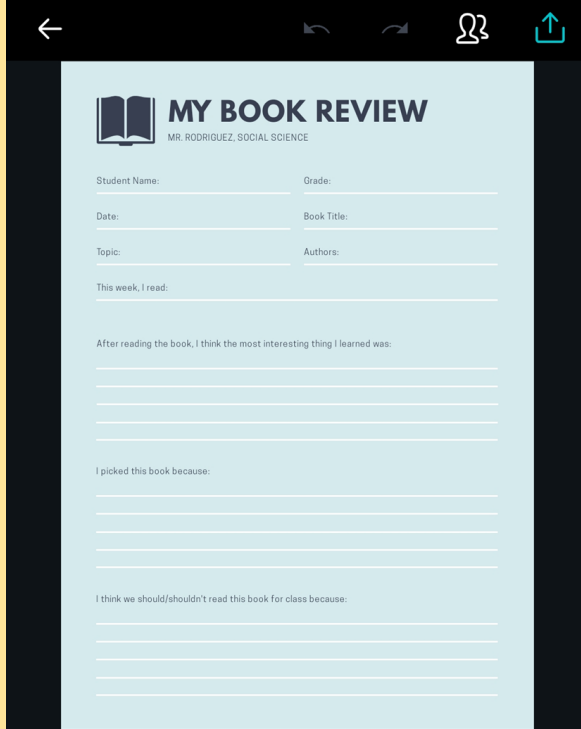 MY BOOK REVIEW
MR. RODRIGUEZ, SOCIAL SCIENCE
Student Name:
Grade:
Date:
Book Title:
Topic:
Authors:
This week, I read:
After reading the book, I think the most interesting thing I learned was:
I picked this book because:
I think we should/shouldn't read this book for class because: